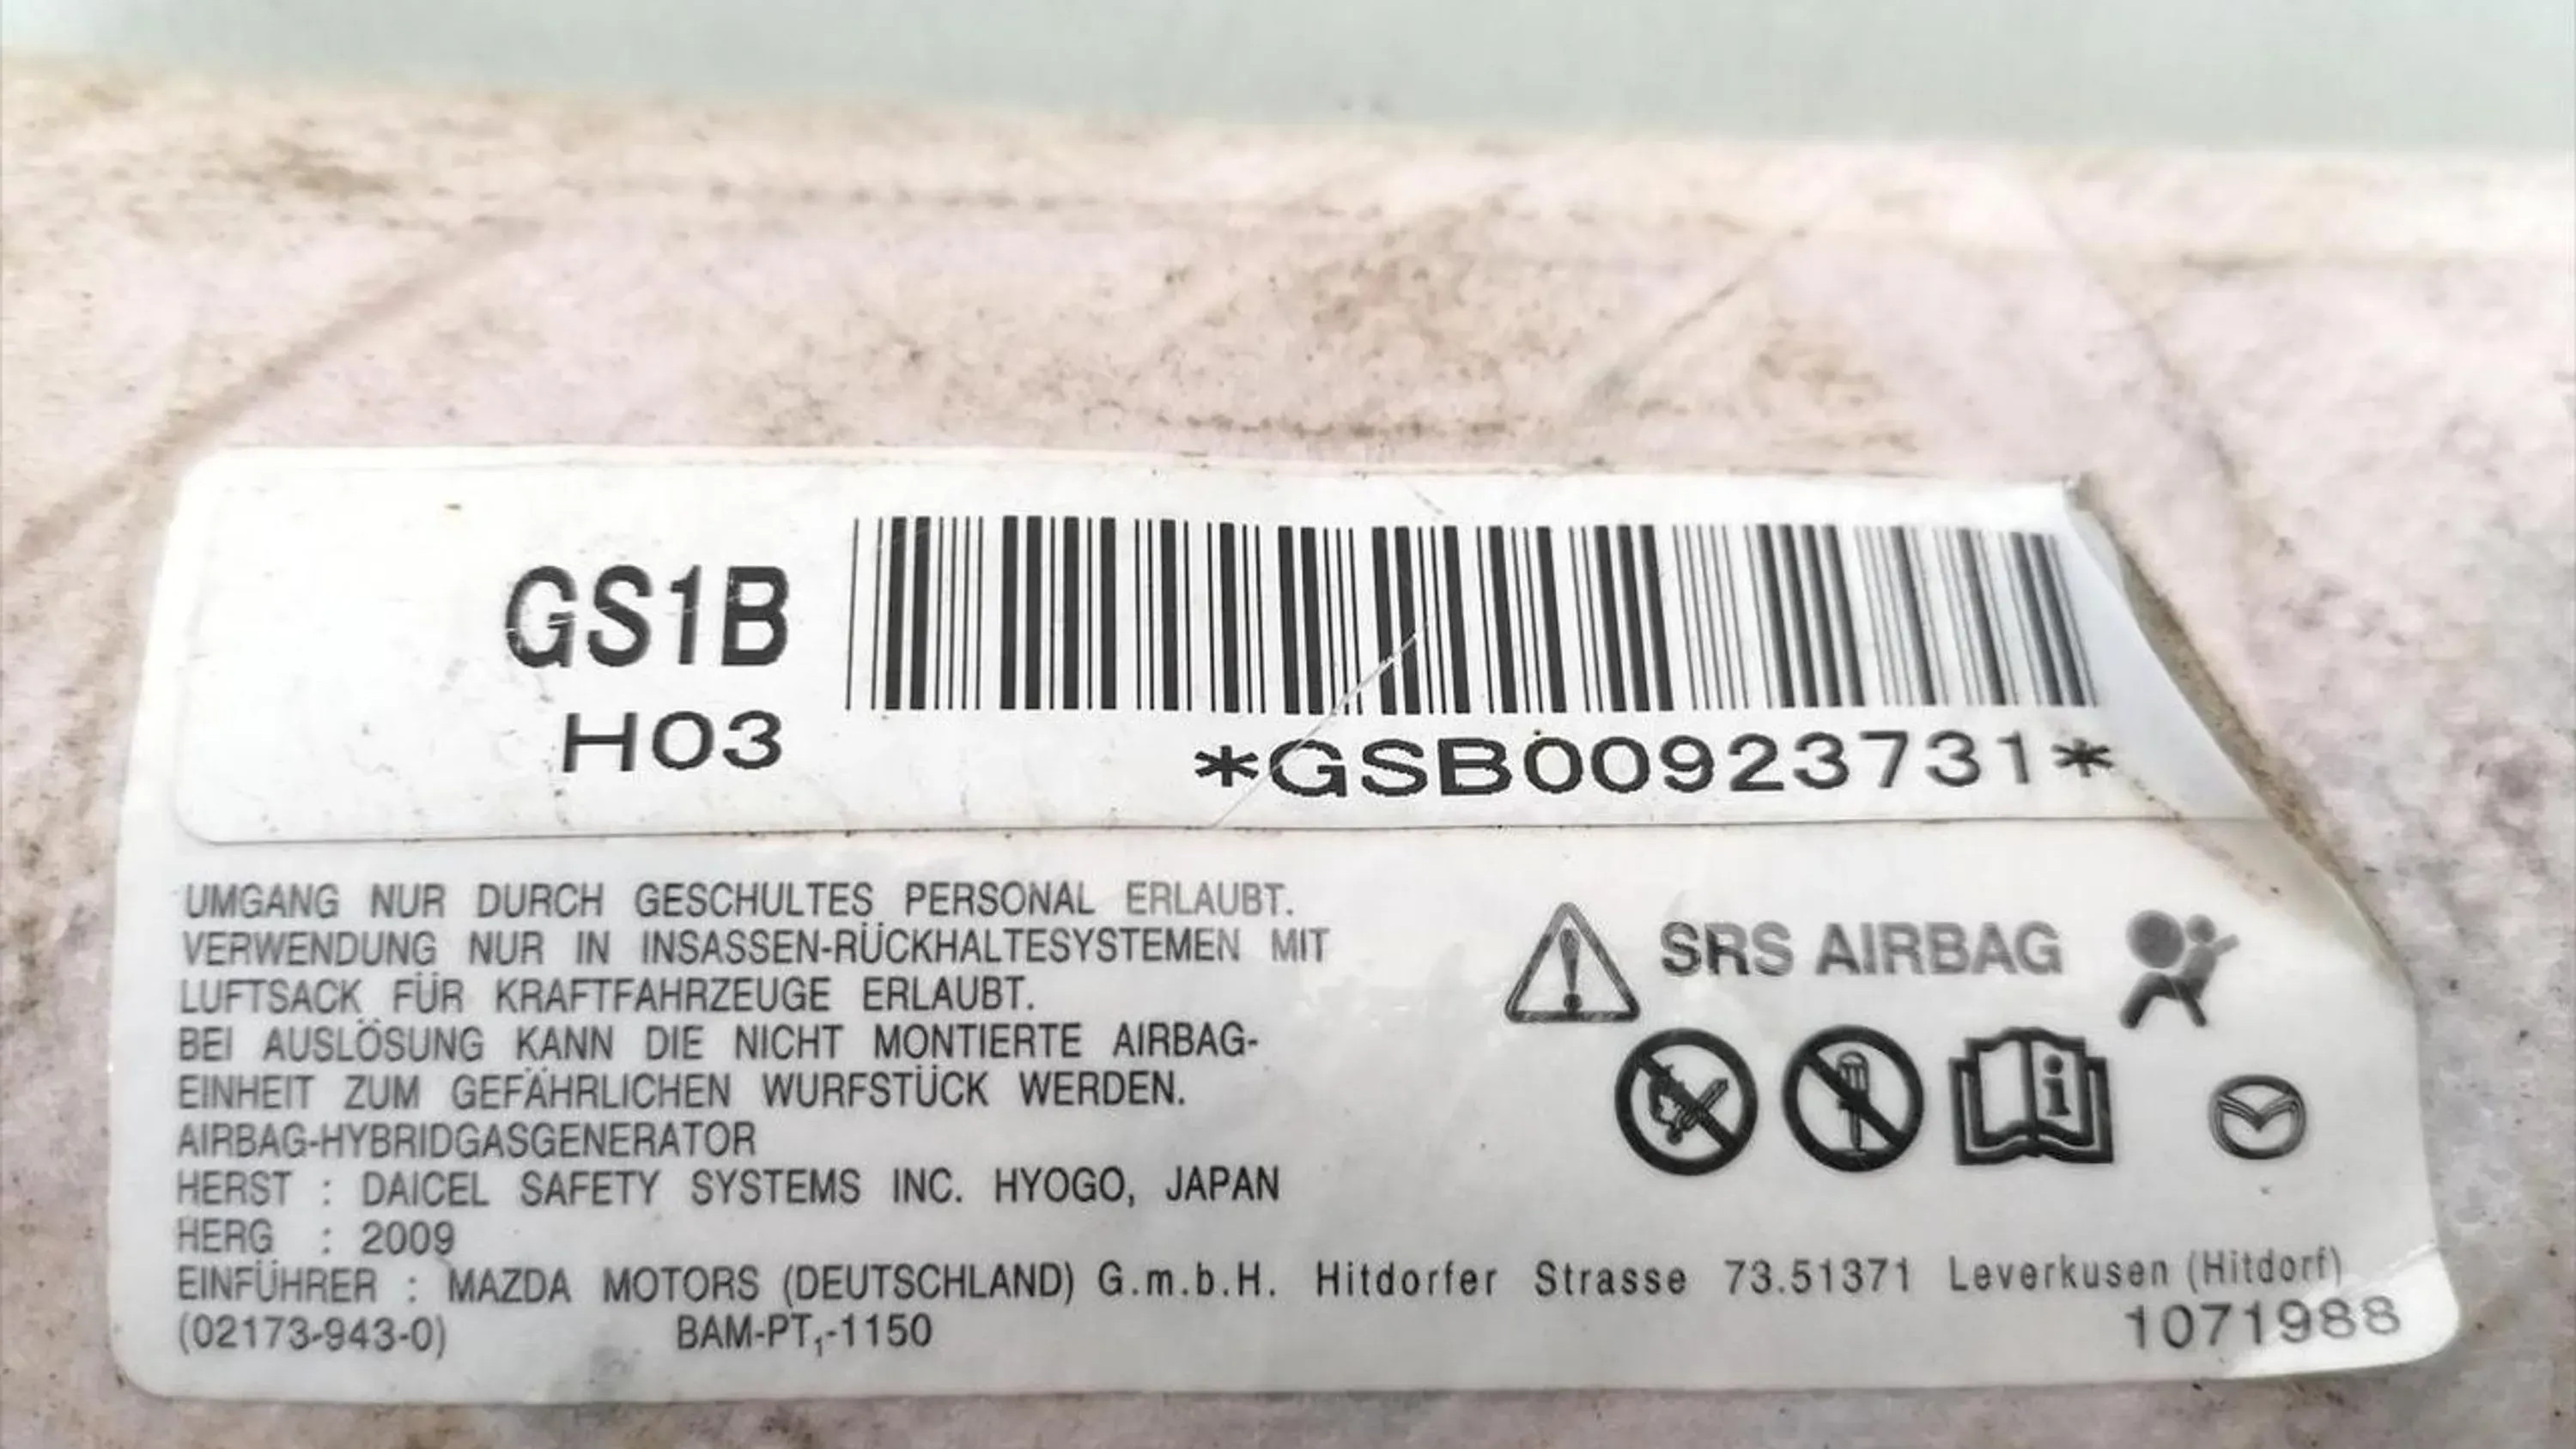 GS1B
H03
*GSB00923731*
UMGANG NUR DURCH GESCHULTES PERSONAL ERLAUBT.
VERWENDUNG NUR IN INSASSEN-RÜCKHALTESYSTEMEN MIT
LUFTSACK FÜR KRAFTFAHRZEUGE ERLAUBT.
BEI AUSLÖSUNG KANN DIE NICHT MONTIERTE AIRBAG-
EINHEIT ZUM GEFÄHRLICHEN WURFSTÜCK WERDEN.
AIRBAG-HYBRIDGASGENERATOR
HERST : DAICEL SAFETY SYSTEMS INC. HYOGO, JAPAN
HERG : 2009
EINFÜHRER : MAZDA MOTORS (DEUTSCHLAND) G.m.b.H. Hitdorfer Strasse 73.51371 Leverkusen (Hitdorf)
(02173-943-0) BAM-PT₁-1150
1071988
SRS AIRBAG
i